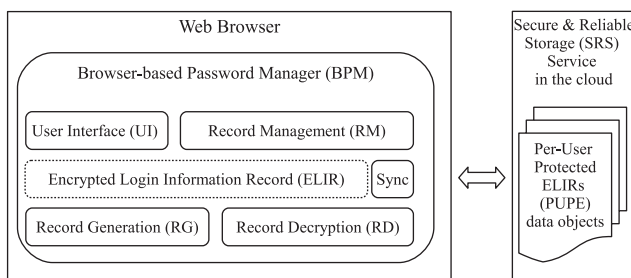 Web Browser
Browser-based Password Manager (BPM)
User Interface (UI)
Record Management (RM)
Encrypted Login Information Record (ELIR)
Sync
Record Generation (RG)
Record Decryption (RD)
Secure & Reliable
Storage (SRS)
Service
in the cloud
Per-User
Protected
ELIRs
(PUPE)
data objects